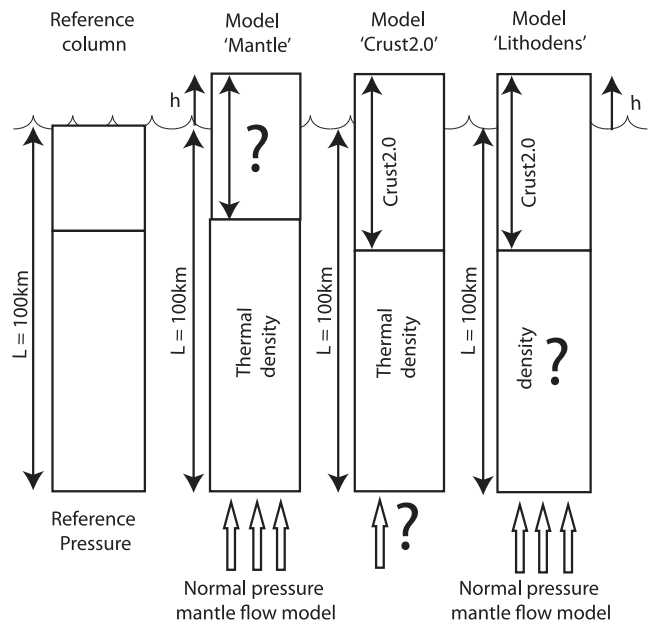 Reference
column
Model
'Mantle'
Model
'Crust2.0'
Model
'Lithodens'
h
h
?
Crust2.0
Crust2.0
L = 100km
L = 100km
L = 100km
L = 100km
Thermal
density
Thermal
density
density ?
Reference
Pressure
?
Normal pressure
mantle flow model
Normal pressure
mantle flow model